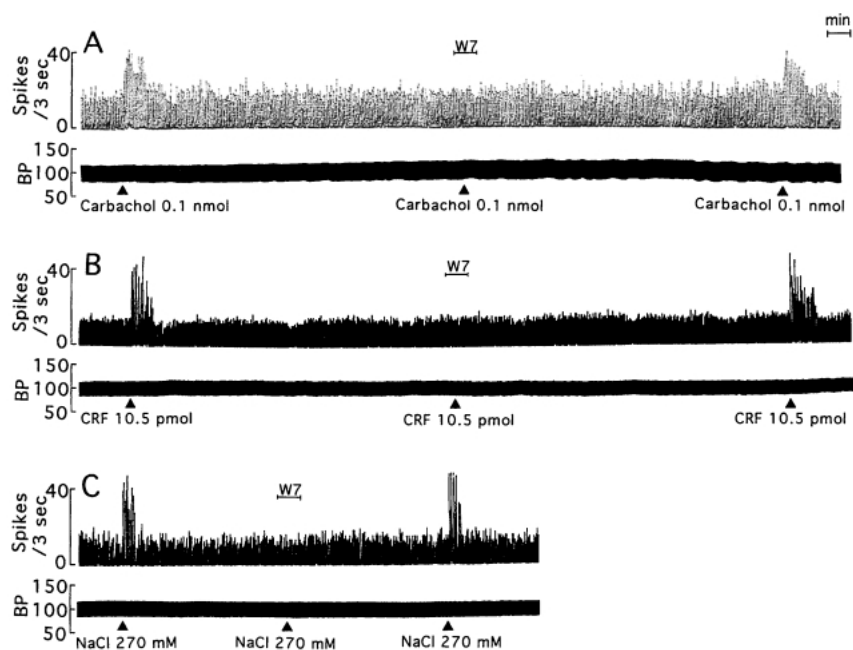 min
A
W7
Spikes
/3 sec
40
0
BP
150
100
50
Carbachol 0.1 nmol
Carbachol 0.1 nmol
Carbachol 0.1 nmol
B
W7
Spikes
/3 sec
40
0
BP
150
100
50
CRF 10.5 pmol
CRF 10.5 pmol
CRF 10.5 pmol
C
W7
Spikes
/3 sec
40
0
BP
150
100
50
NaCl 270 mM
NaCl 270 mM
NaCl 270 mM